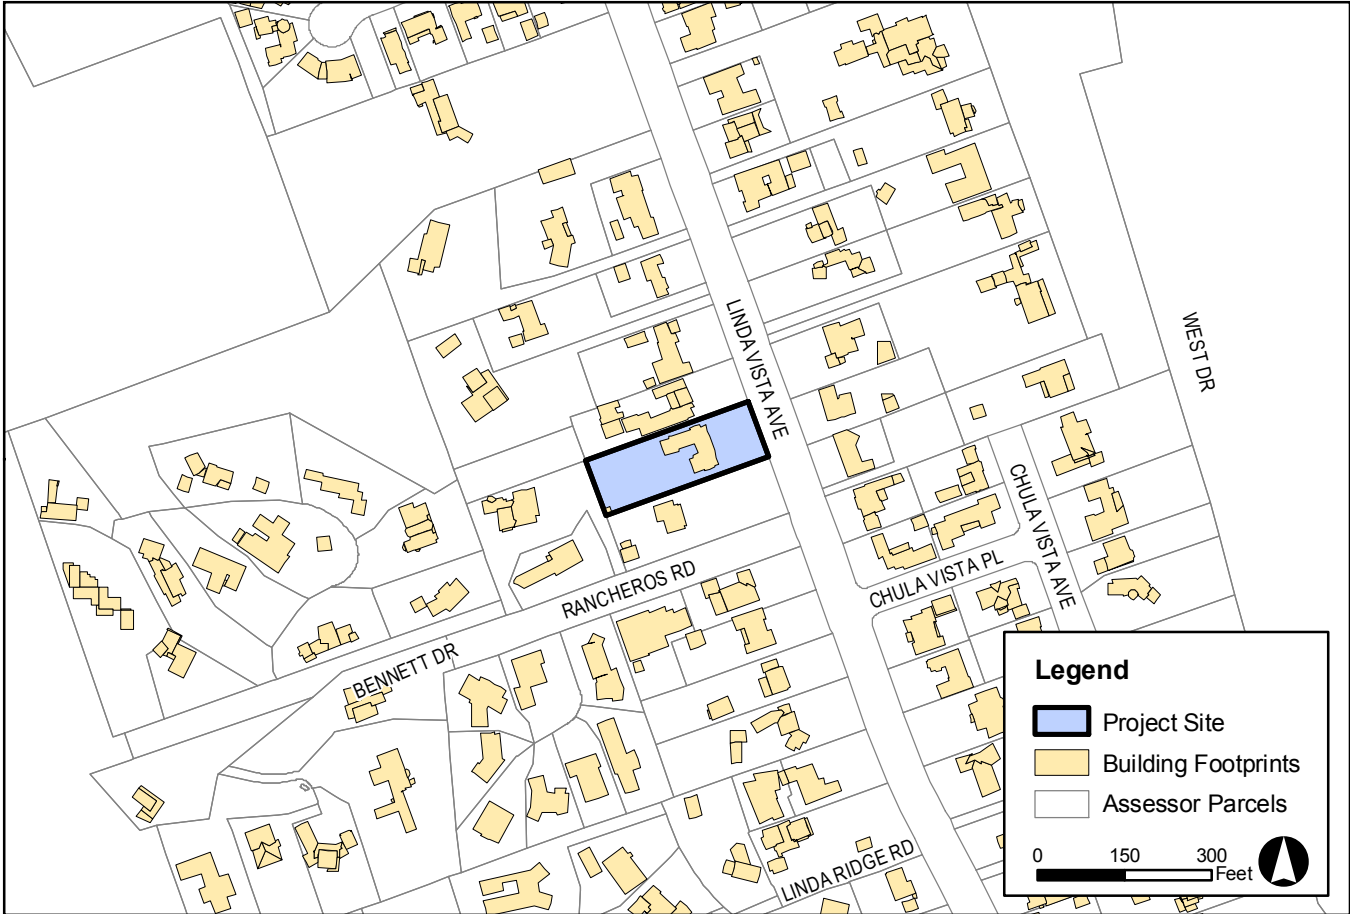 LINDA VISTA AVE
WEST DR
CHULA VISTA AVE
CHULA VISTA PL
RANCHEROS RD
BENNETT DR
LINDA RIDGE RD
Legend
Project Site
Building Footprints
Assessor Parcels
0 150 300
Feet